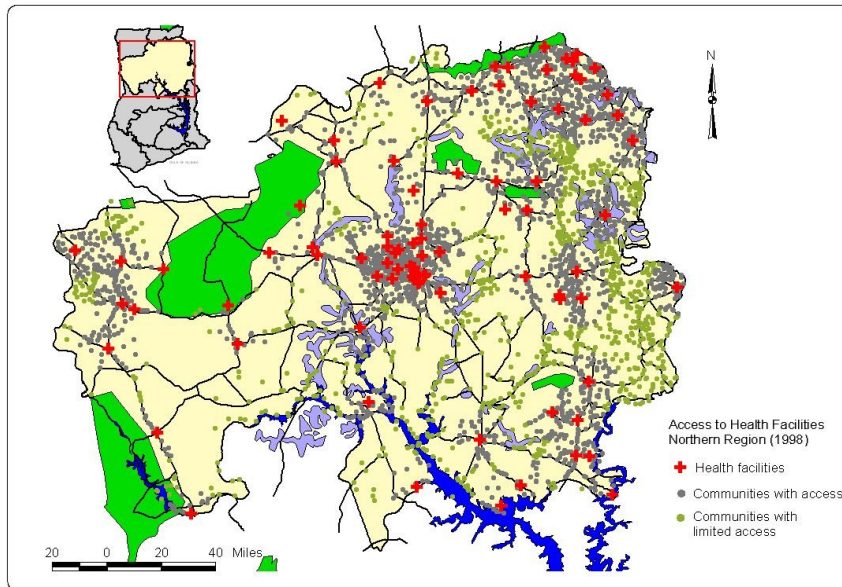 N
Access to Health Facilities
Northern Region (1998)
Health facilities
Communities with access
Communities with
limited access
20 0 20 40 Miles